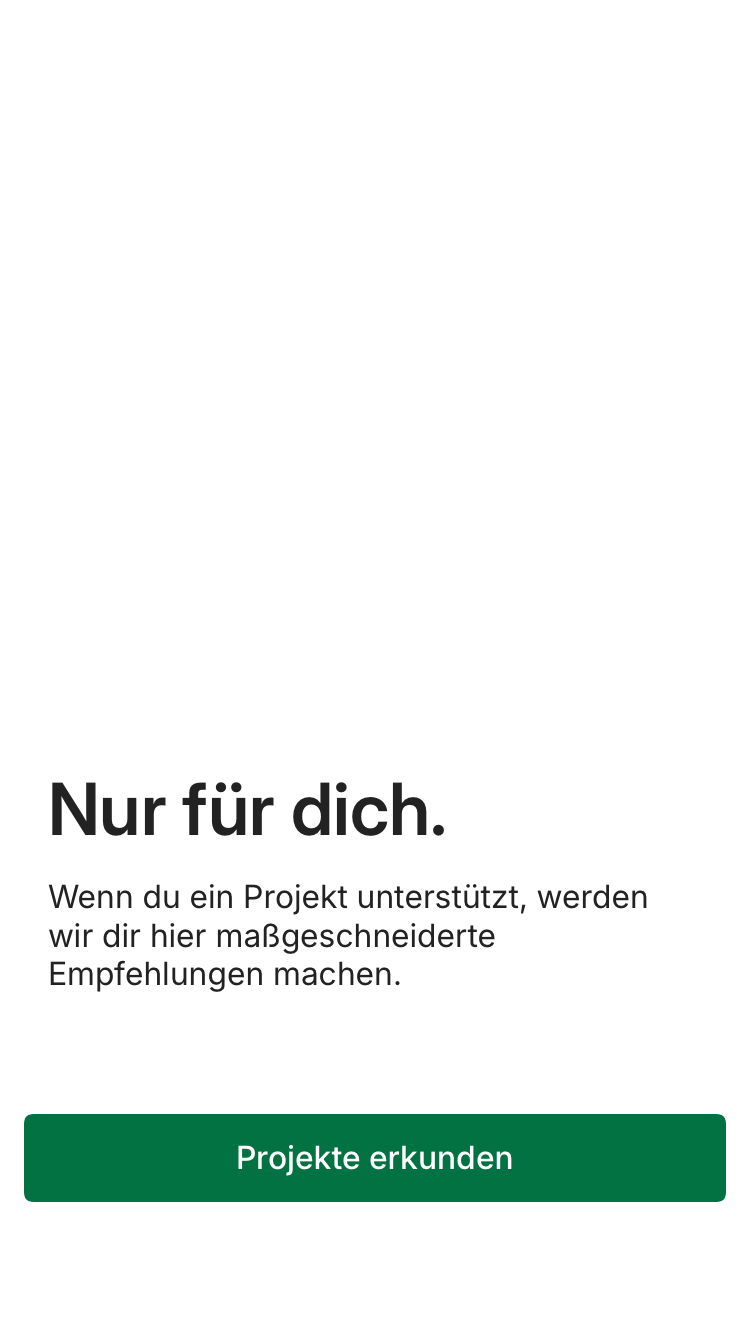 Nur für dich.
Wenn du ein Projekt unterstützt, werden
wir dir hier maßgeschneiderte
Empfehlungen machen.
Projekte erkunden